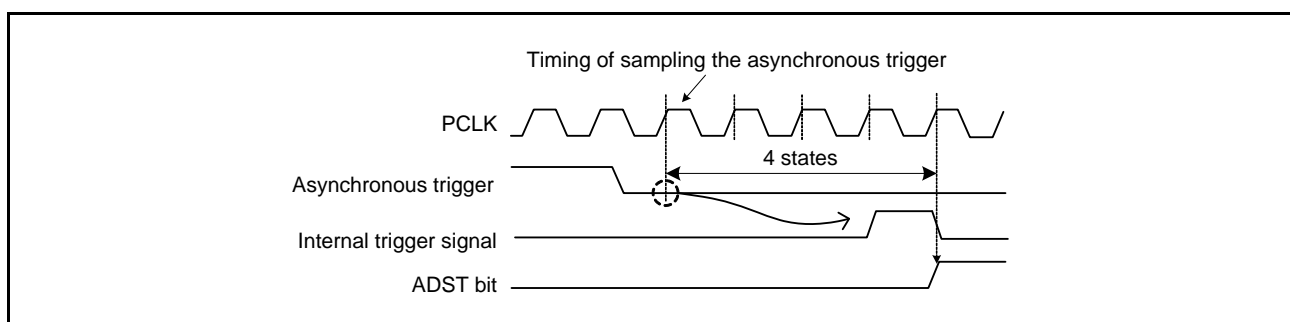 Timing of sampling the asynchronous trigger
PCLK
4 states
Asynchronous trigger
Internal trigger signal
ADST bit